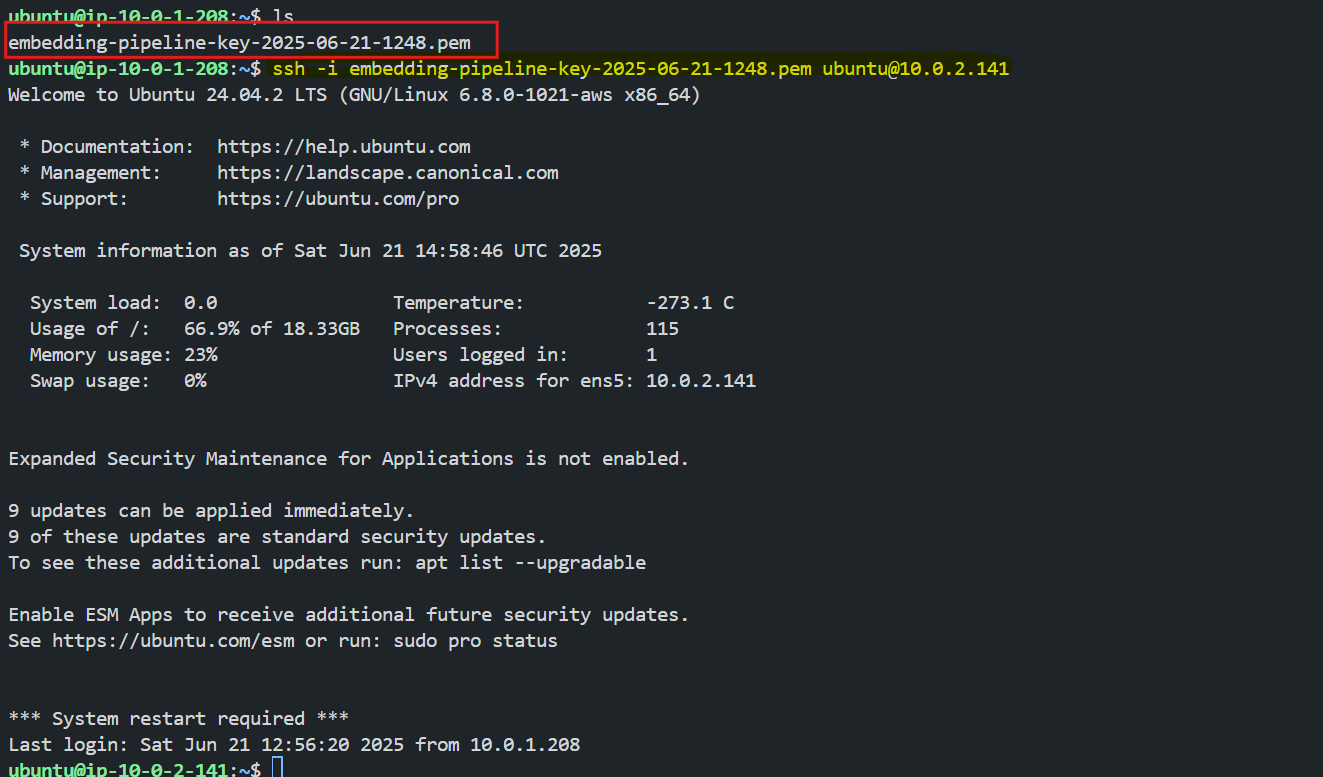 ubuntu@ip-10-0-1-208:~$ ls
embedding-pipeline-key-2025-06-21-1248.pem
ubuntu@ip-10-0-1-208:~$ ssh -i embedding-pipeline-key-2025-06-21-1248.pem ubuntu@10.0.2.141
Welcome to Ubuntu 24.04.2 LTS (GNU/Linux 6.8.0-1021-aws x86_64)
* Documentation:  https://help.ubuntu.com
* Management:     https://landscape.canonical.com
* Support:        https://ubuntu.com/pro
System information as of Sat Jun 21 14:58:46 UTC 2025
System load:  0.0                Temperature:           -273.1 C
Usage of /:   66.9% of 18.33GB   Processes:             115
Memory usage: 23%                Users logged in:       1
Swap usage:   0%                 IPv4 address for ens5: 10.0.2.141
Expanded Security Maintenance for Applications is not enabled.
9 updates can be applied immediately.
9 of these updates are standard security updates.
To see these additional updates run: apt list --upgradable
Enable ESM Apps to receive additional future security updates.
See https://ubuntu.com/esm or run: sudo pro status
*** System restart required ***
Last login: Sat Jun 21 12:56:20 2025 from 10.0.1.208
ubuntu@ip-10-0-2-141:~$